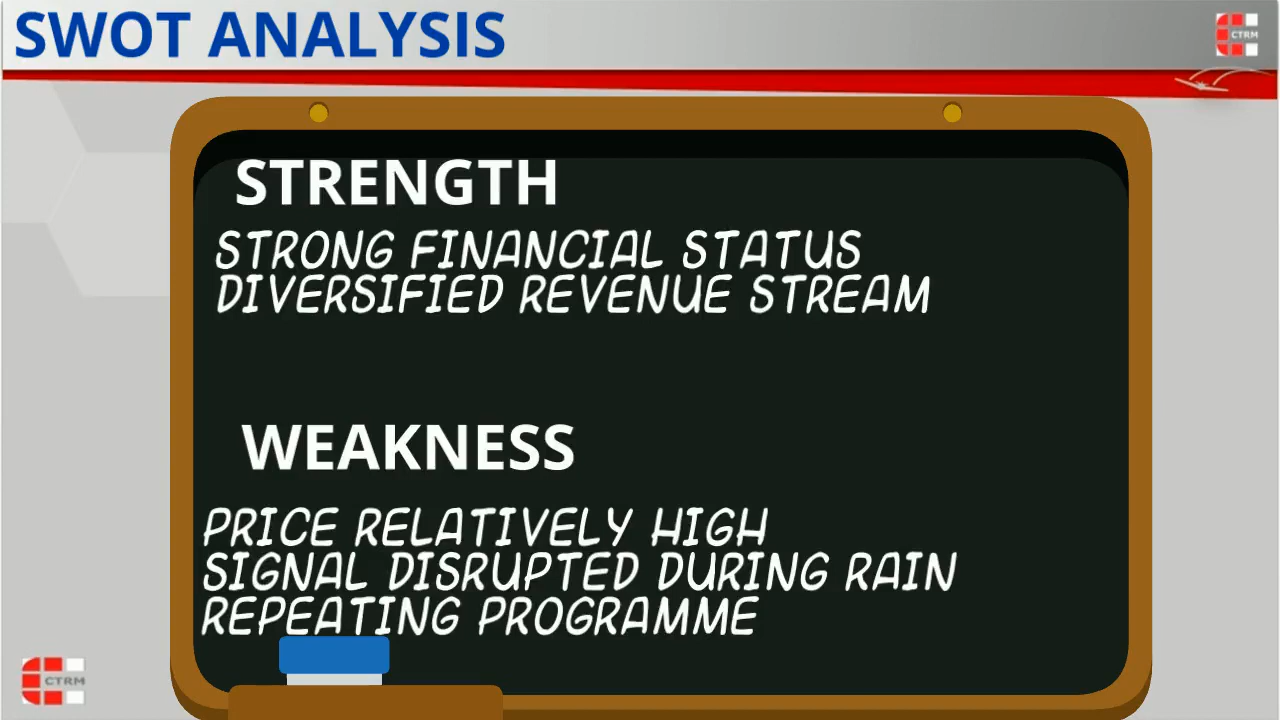 SWOT ANALYSIS
CTRM
STRENGTH
STRONG FINANCIAL STATUS
DIVERSIFIED REVENUE STREAM
WEAKNESS
PRICE RELATIVELY HIGH
SIGNAL DISRUPTED DURING RAIN
REPEATING PROGRAMME
CTRM